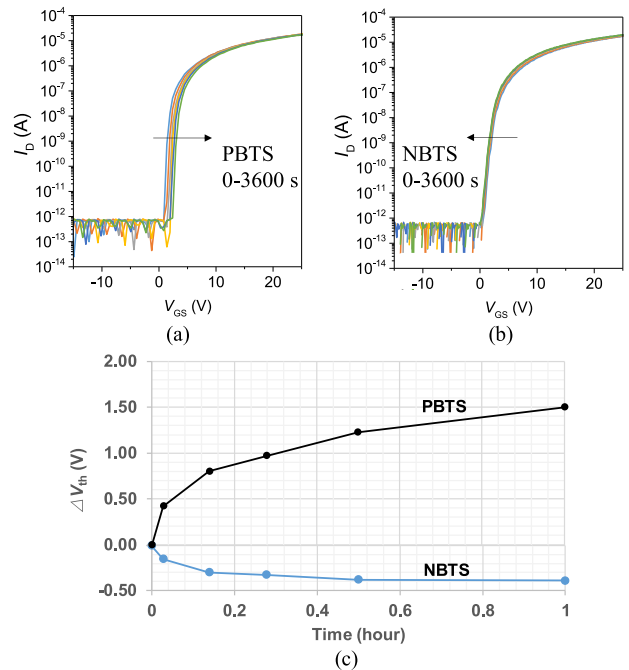 10⁻⁴
10⁻⁵
10⁻⁶
10⁻⁷
10⁻⁸
10⁻⁹
10⁻¹⁰
10⁻¹¹
10⁻¹²
10⁻¹³
10⁻¹⁴
I_D (A)
PBTS
0-3600 s
-10 0 10 20
V_GS (V)
(a)
10⁻⁴
10⁻⁵
10⁻⁶
10⁻⁷
10⁻⁸
10⁻⁹
10⁻¹⁰
10⁻¹¹
10⁻¹²
10⁻¹³
10⁻¹⁴
I_D (A)
NBTS
0-3600 s
-10 0 10 20
V_GS (V)
(b)
2.00
1.50
1.00
0.50
0.00
-0.50
△V_th (V)
PBTS
NBTS
0 0.2 0.4 0.6 0.8 1
Time (hour)
(c)